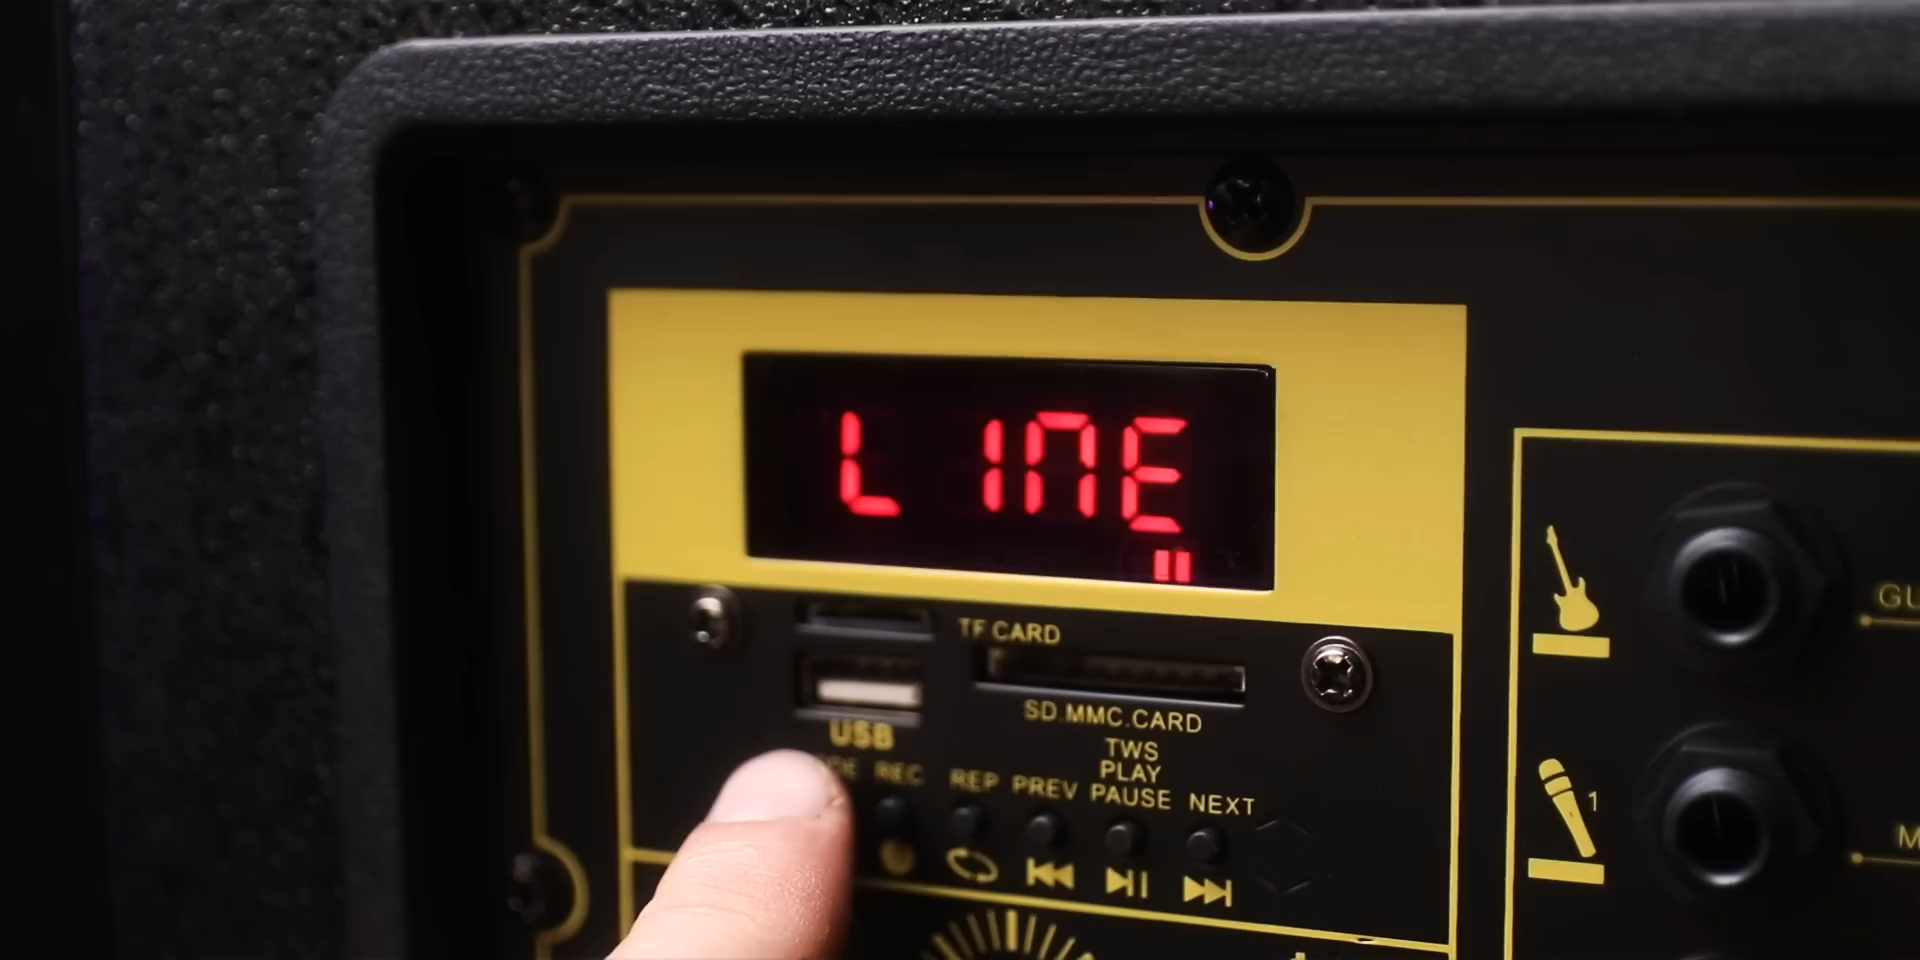 LINE
TF CARD
SD.MMC.CARD
USB
TWS
PLAY
REC REP PREV PAUSE NEXT
1